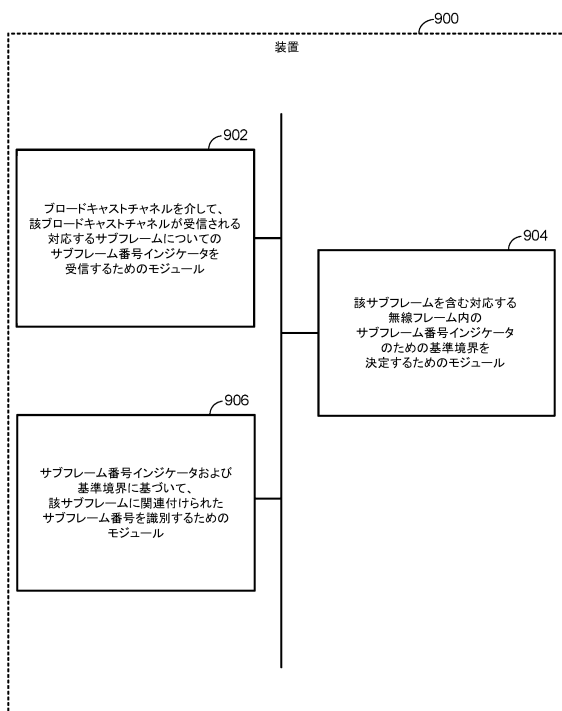 900
装置
902
ブロードキャストチャネルを介して、
該ブロードキャストチャネルが受信される
対応するサブフレームについての
サブフレーム番号インジケータを
受信するためのモジュール
904
該サブフレームを含む対応する
無線フレーム内の
サブフレーム番号インジケータ
のための基準境界を
決定するためのモジュール
906
サブフレーム番号インジケータおよび
基準境界に基づいて、
該サブフレームに関連付けられた
サブフレーム番号を識別するための
モジュール